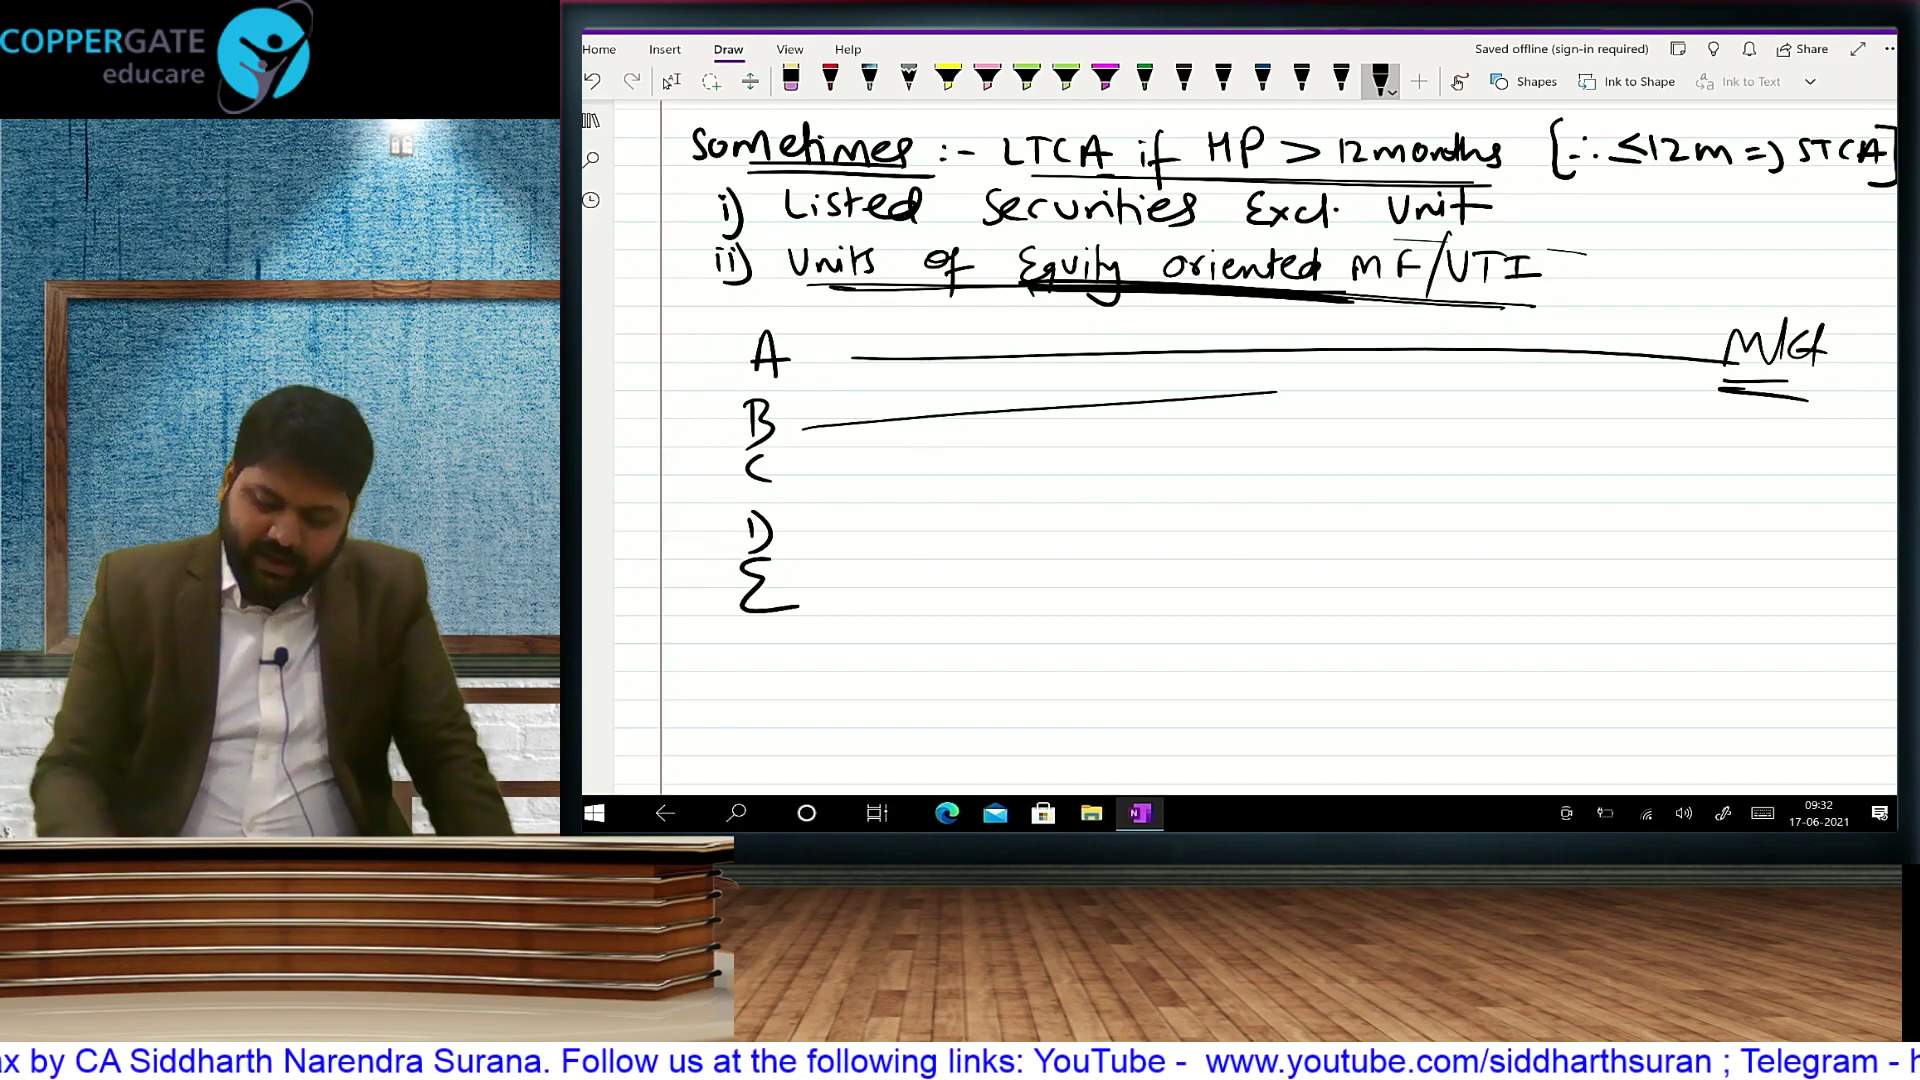 COPPERGATE
educare
Home Insert Draw View Help
Saved offline (sign-in required)
Share
Shapes
Ink to Shape
Ink to Text
Sometimes :- LTCA if HP > 12 months [∴ ≤12m => STCA]
i) Listed Securities Excl. Unit
ii) Units of Equity oriented MF/UTI
A
B
C
D
E
09:32
17-06-2021
ax by CA Siddharth Narendra Surana. Follow us at the following links: YouTube - www.youtube.com/siddharthsuran ; Telegram - h